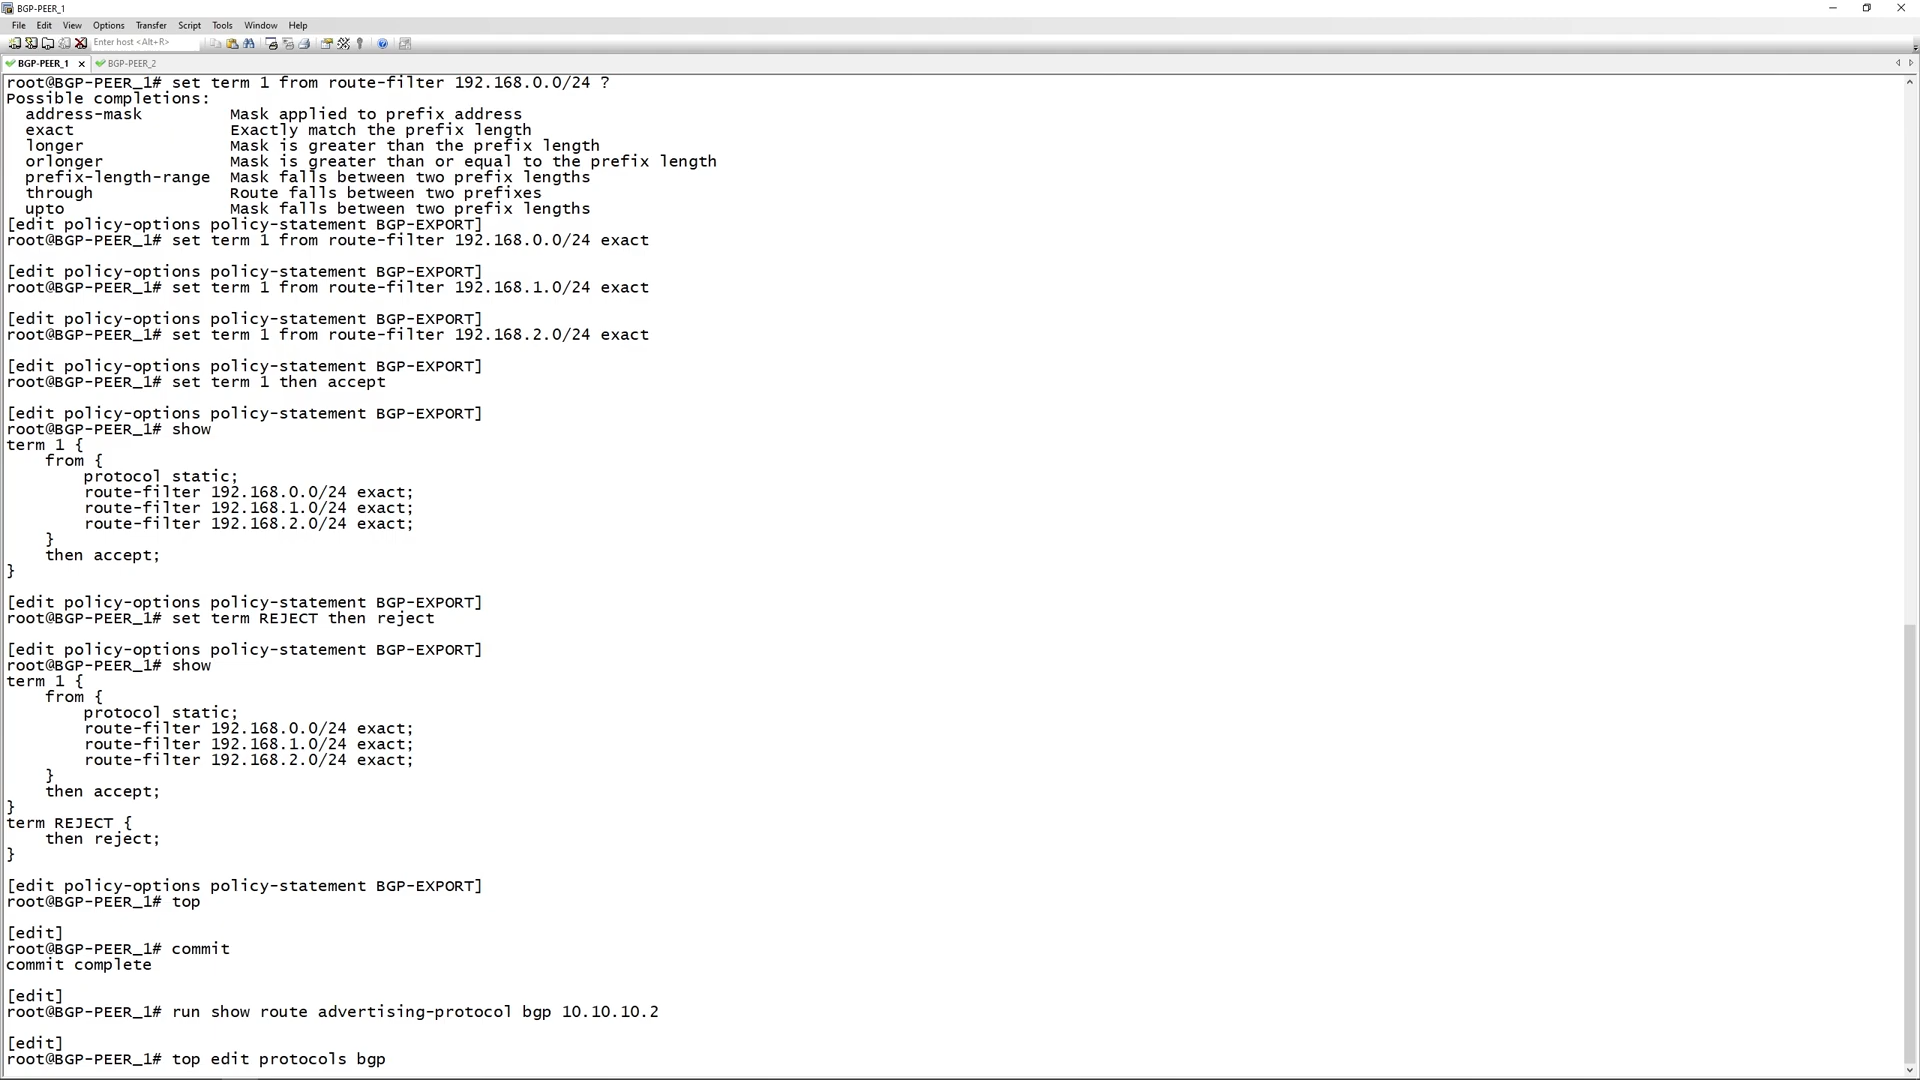 BGP-PEER_1
File Edit View Options Transfer Script Tools Window Help
Enter host <Alt+R>
BGP-PEER_1 BGP-PEER_2
root@BGP-PEER_1# set term 1 from route-filter 192.168.0.0/24 ?
Possible completions:
  address-mask         Mask applied to prefix address
  exact                Exactly match the prefix length
  longer               Mask is greater than the prefix length
  orlonger             Mask is greater than or equal to the prefix length
  prefix-length-range  Mask falls between two prefix lengths
  through              Route falls between two prefixes
  upto                 Mask falls between two prefix lengths
[edit policy-options policy-statement BGP-EXPORT]
root@BGP-PEER_1# set term 1 from route-filter 192.168.0.0/24 exact
[edit policy-options policy-statement BGP-EXPORT]
root@BGP-PEER_1# set term 1 from route-filter 192.168.1.0/24 exact
[edit policy-options policy-statement BGP-EXPORT]
root@BGP-PEER_1# set term 1 from route-filter 192.168.2.0/24 exact
[edit policy-options policy-statement BGP-EXPORT]
root@BGP-PEER_1# set term 1 then accept
[edit policy-options policy-statement BGP-EXPORT]
root@BGP-PEER_1# show
term 1 {
    from {
        protocol static;
        route-filter 192.168.0.0/24 exact;
        route-filter 192.168.1.0/24 exact;
        route-filter 192.168.2.0/24 exact;
    }
    then accept;
}
[edit policy-options policy-statement BGP-EXPORT]
root@BGP-PEER_1# set term REJECT then reject
[edit policy-options policy-statement BGP-EXPORT]
root@BGP-PEER_1# show
term 1 {
    from {
        protocol static;
        route-filter 192.168.0.0/24 exact;
        route-filter 192.168.1.0/24 exact;
        route-filter 192.168.2.0/24 exact;
    }
    then accept;
}
term REJECT {
    then reject;
}
[edit policy-options policy-statement BGP-EXPORT]
root@BGP-PEER_1# top
[edit]
root@BGP-PEER_1# commit
commit complete
[edit]
root@BGP-PEER_1# run show route advertising-protocol bgp 10.10.10.2
[edit]
root@BGP-PEER_1# top edit protocols bgp